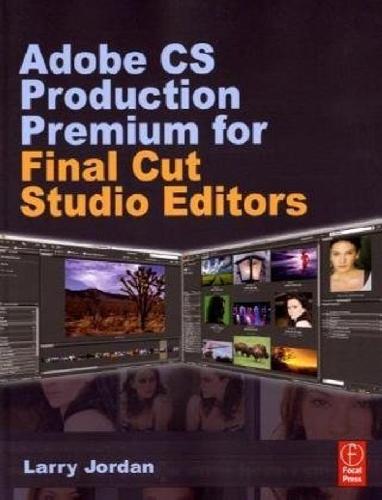 Adobe CS
Production
Premium for
Final Cut
Studio Editors
Larry Jordan
Focal
Press